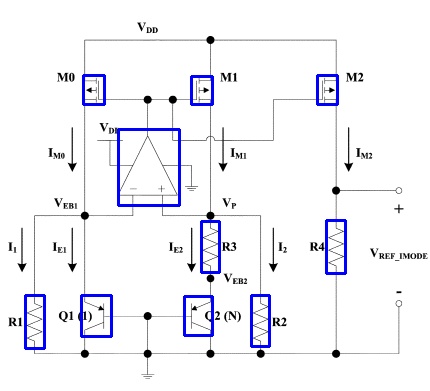 VDD
M0 M1 M2
VDI
IM0 IM1 IM2
− +
VEB1 VP
+
I1 IE1 IE2 R3 I2 R4
VREF_IMODE
VEB2
-
R1 Q1 (1) Q2 (N) R2